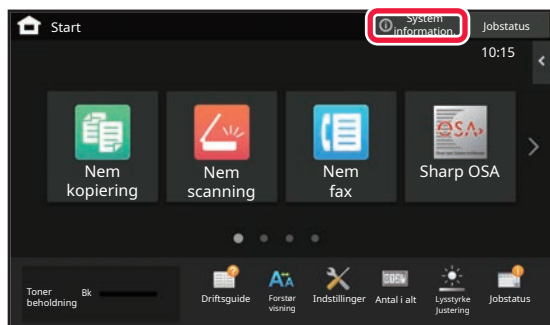 Start
System
information.
Jobstatus
10:15
Nem
kopiering
Nem
scanning
Nem
fax
OSA
Sharp OSA
Toner
beholdning
Bk
Driftsguide
Forstør
visning
Indstillinger
Antal i alt
Lysstyrke
Justering
Jobstatus